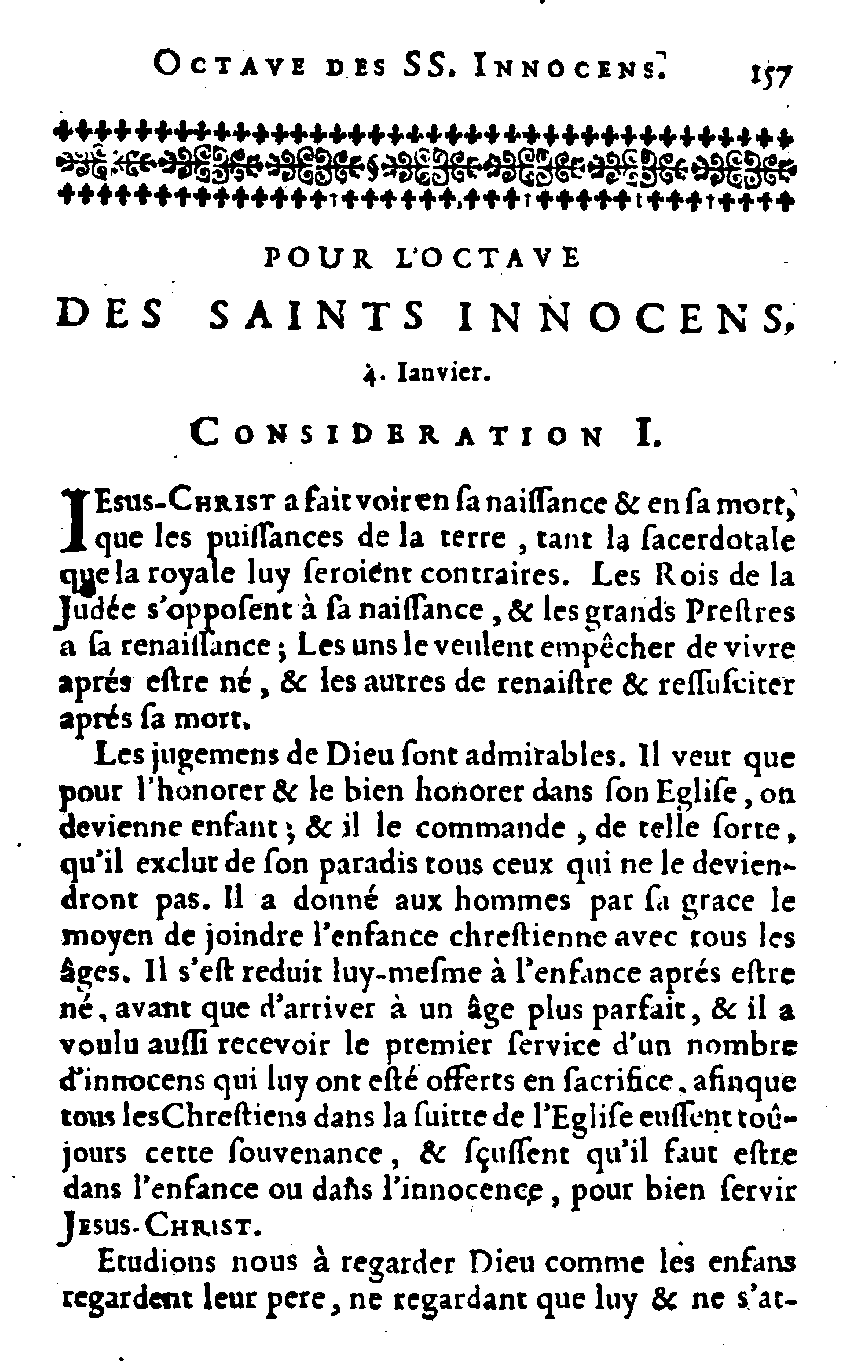 OCTAVE DES SS. INNOCENS. 157
POUR L'OCTAVE
DES SAINTS INNOCENS,
4. Ianvier.
CONSIDERATION I.
IEsus-CHRIST a fait voir en ſa naiſſance & en ſa mort,
que les puiſſances de la terre , tant la ſacerdotale
que la royale luy ſeroient contraires. Les Rois de la
Judée s'oppoſent à ſa naiſſance , & les grands Preſtres
a ſa renaiſſance ; Les uns le veulent empêcher de vivre
aprés eſtre né , & les autres de renaiſtre & reſſuſciter
aprés ſa mort.
Les jugemens de Dieu ſont admirables. Il veut que
pour l'honorer & le bien honorer dans ſon Egliſe , on
devienne enfant ; & il le commande , de telle ſorte ,
qu'il exclut de ſon paradis tous ceux qui ne le devien-
dront pas. Il a donné aux hommes par ſa grace le
moyen de joindre l'enfance chreſtienne avec tous les
âges. Il s'eſt reduit luy-meſme à l'enfance aprés eſtre
né, avant que d'arriver à un âge plus parfait, & il a
voulu auſſi recevoir le premier ſervice d'un nombre
d'innocens qui luy ont eſté offerts en ſacrifice, afinque
tous lesChreſtiens dans la ſuitte de l'Egliſe euſſent toû-
jours cette ſouvenance , & ſçuſſent qu'il faut eſtre
dans l'enfance ou dans l'innocence , pour bien ſervir
JESUS-CHRIST.
Etudions nous à regarder Dieu comme les enfans
regardent leur pere, ne regardant que luy & ne s'at-